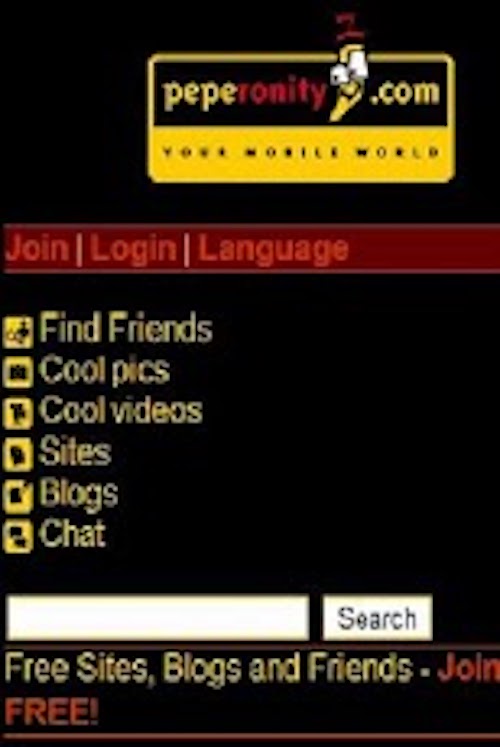 peperonity.com
YOUR MOBILE WORLD
Join | Login | Language
Find Friends
Cool pics
Cool videos
Sites
Blogs
Chat
Search
Free Sites, Blogs and Friends - Join
FREE!